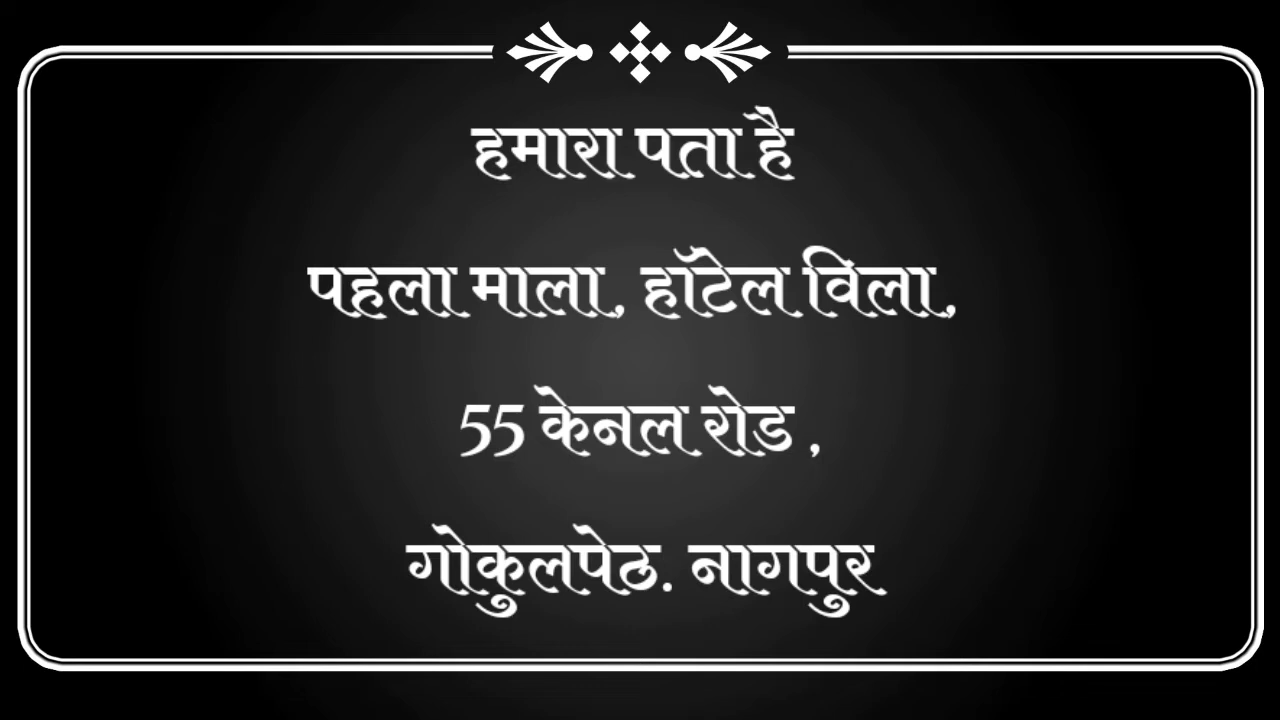 हमारा पता है
पहला माला, हॉटेल विला,
55 केनल रोड ,
गोकुलपेठ. नागपुर